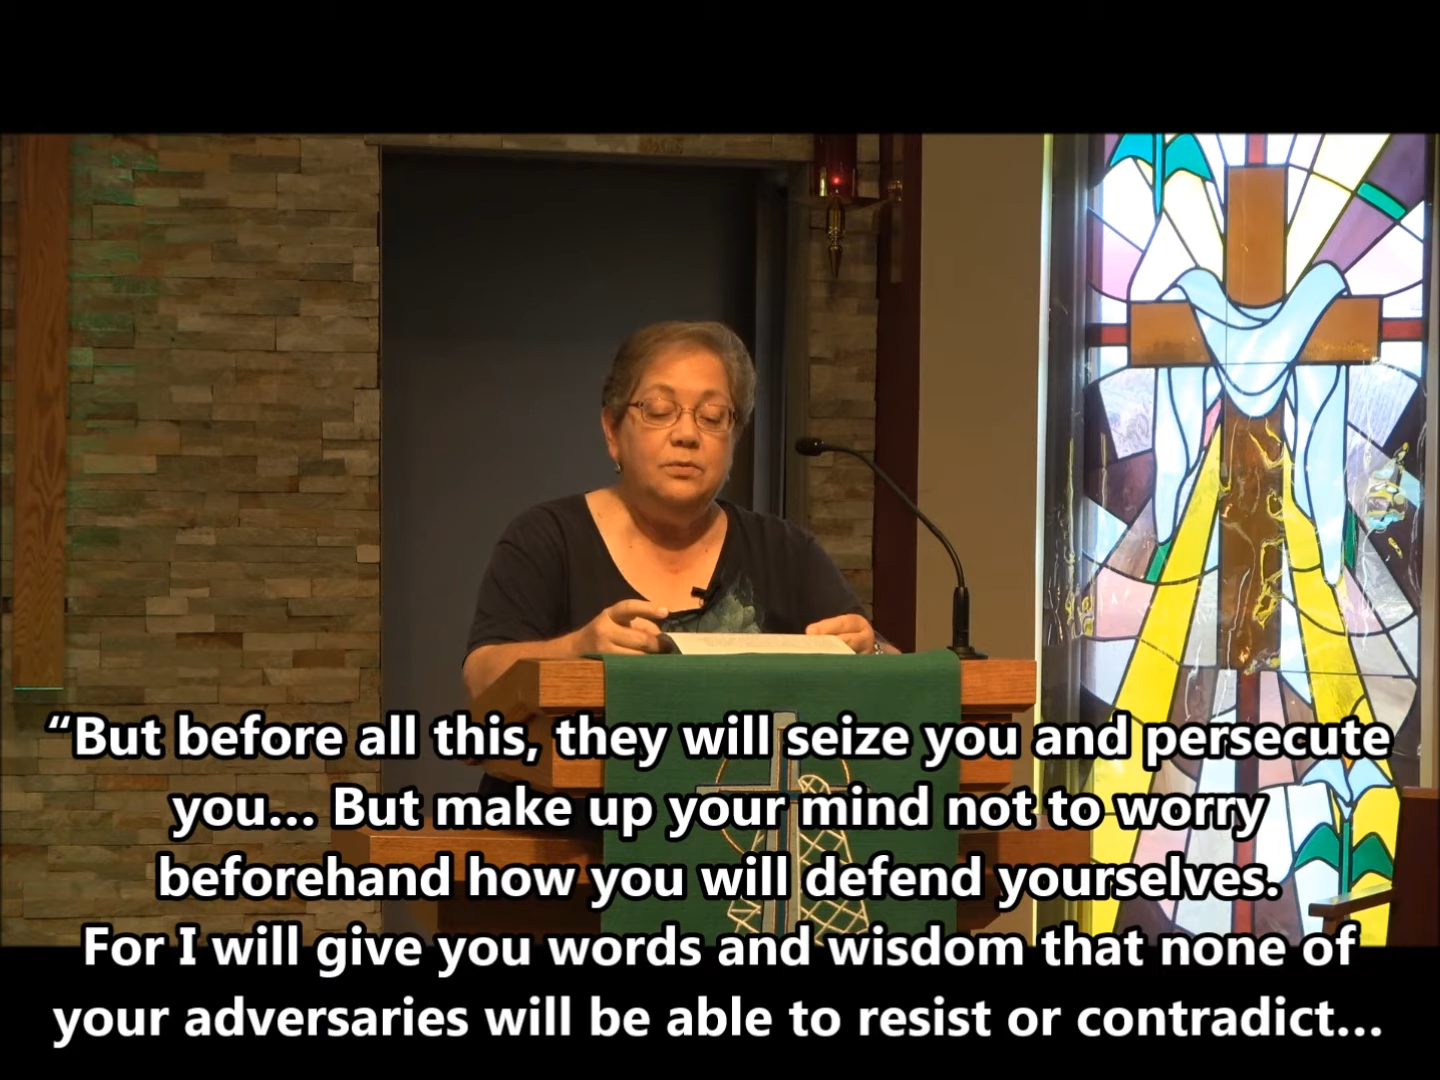 “But before all this, they will seize you and persecute
you... But make up your mind not to worry
beforehand how you will defend yourselves.
For I will give you words and wisdom that none of
your adversaries will be able to resist or contradict...